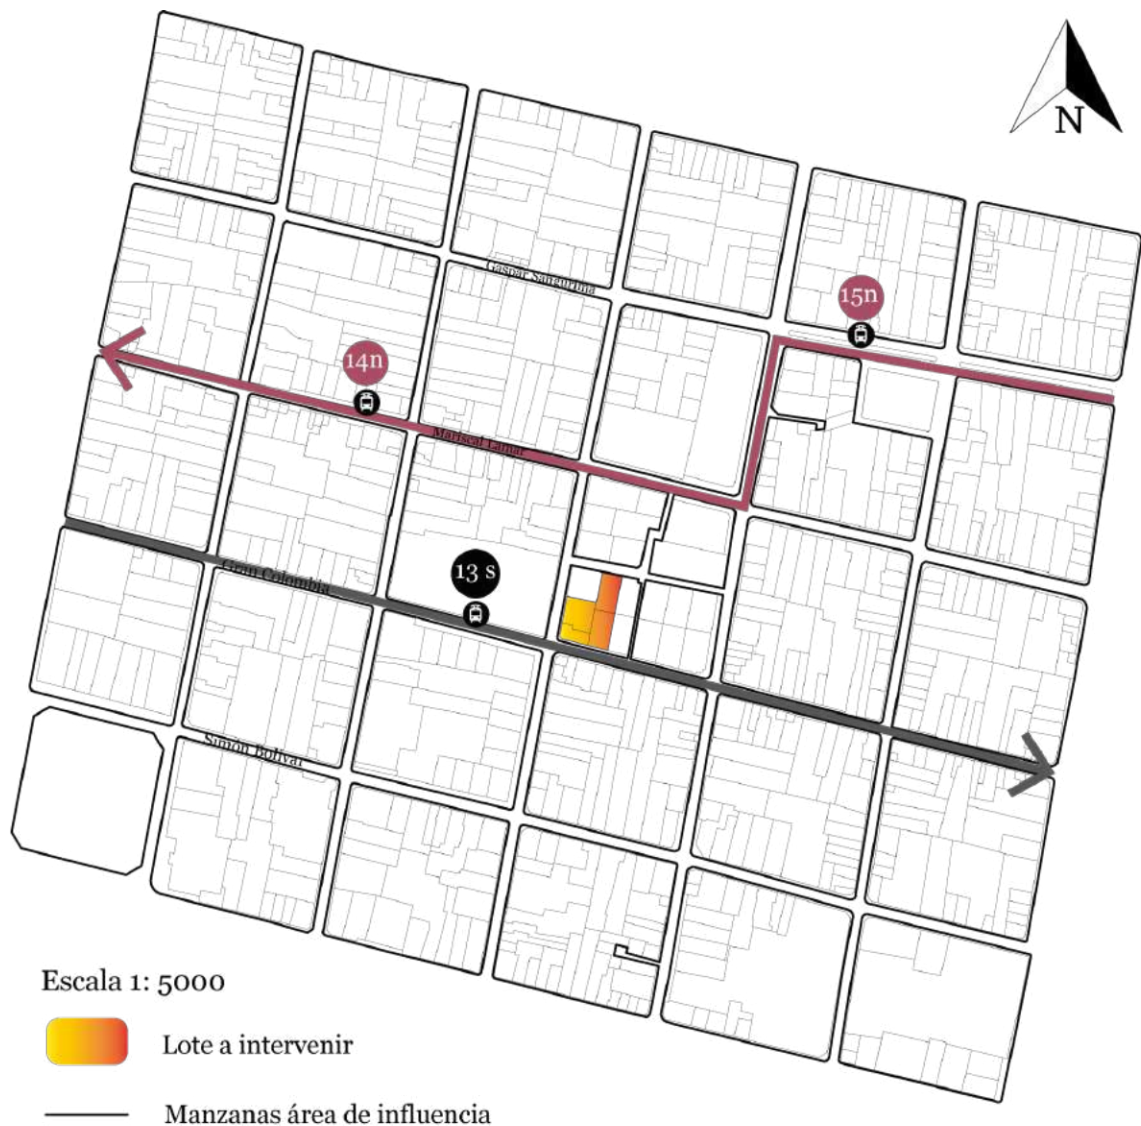 N
Gaspar Sangurima
15n
14n
Mariscal Lamar
13 s
Gran Colombia
Simón Bolívar
Escala 1: 5000
Lote a intervenir
Manzanas área de influencia